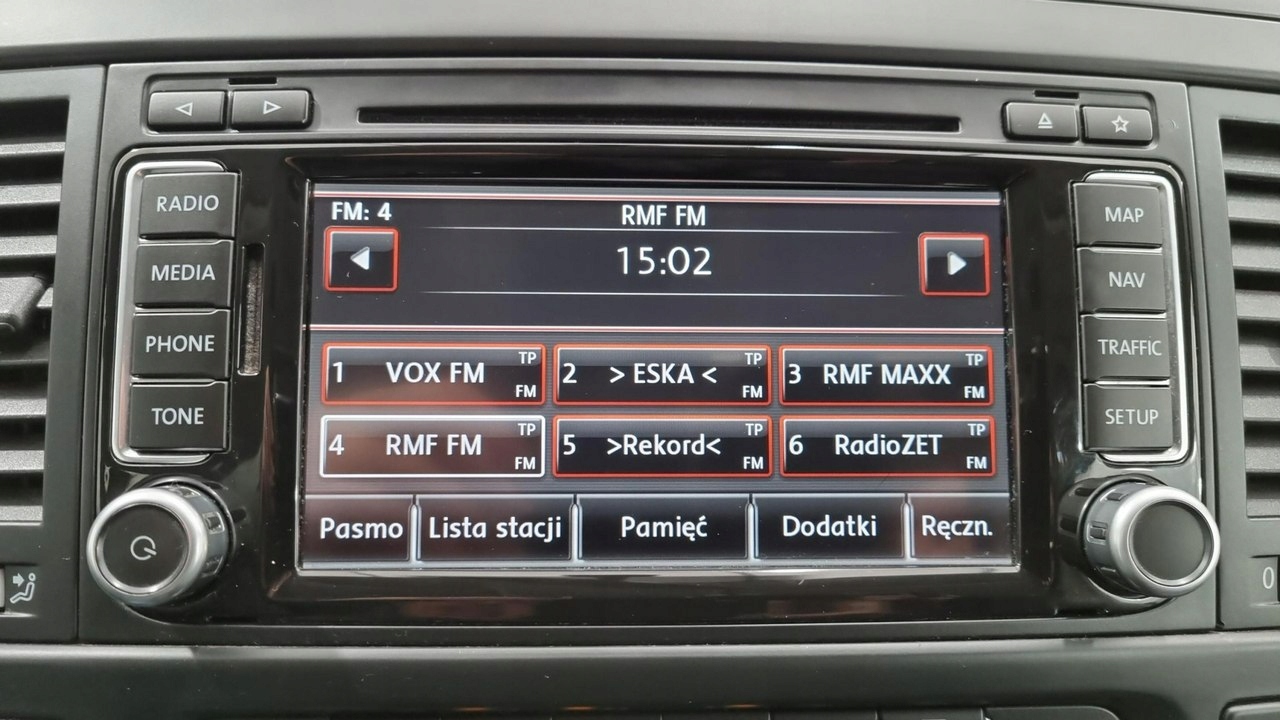 RADIO
MEDIA
PHONE
TONE
FM: 4
RMF FM
15:02
1 VOX FM TP FM
2 > ESKA < TP FM
3 RMF MAXX TP FM
4 RMF FM TP FM
5 >Rekord< TP FM
6 RadioZET TP FM
Pasmo
Lista stacji
Pamięć
Dodatki
Ręczn.
MAP
NAV
TRAFFIC
SETUP
0